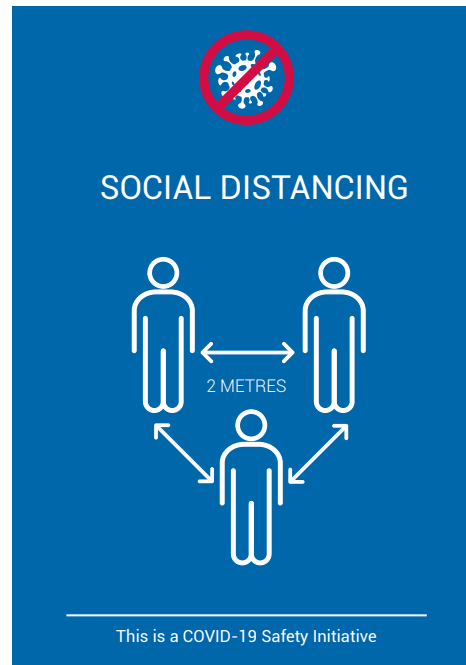 SOCIAL DISTANCING
2 METRES
This is a COVID-19 Safety Initiative